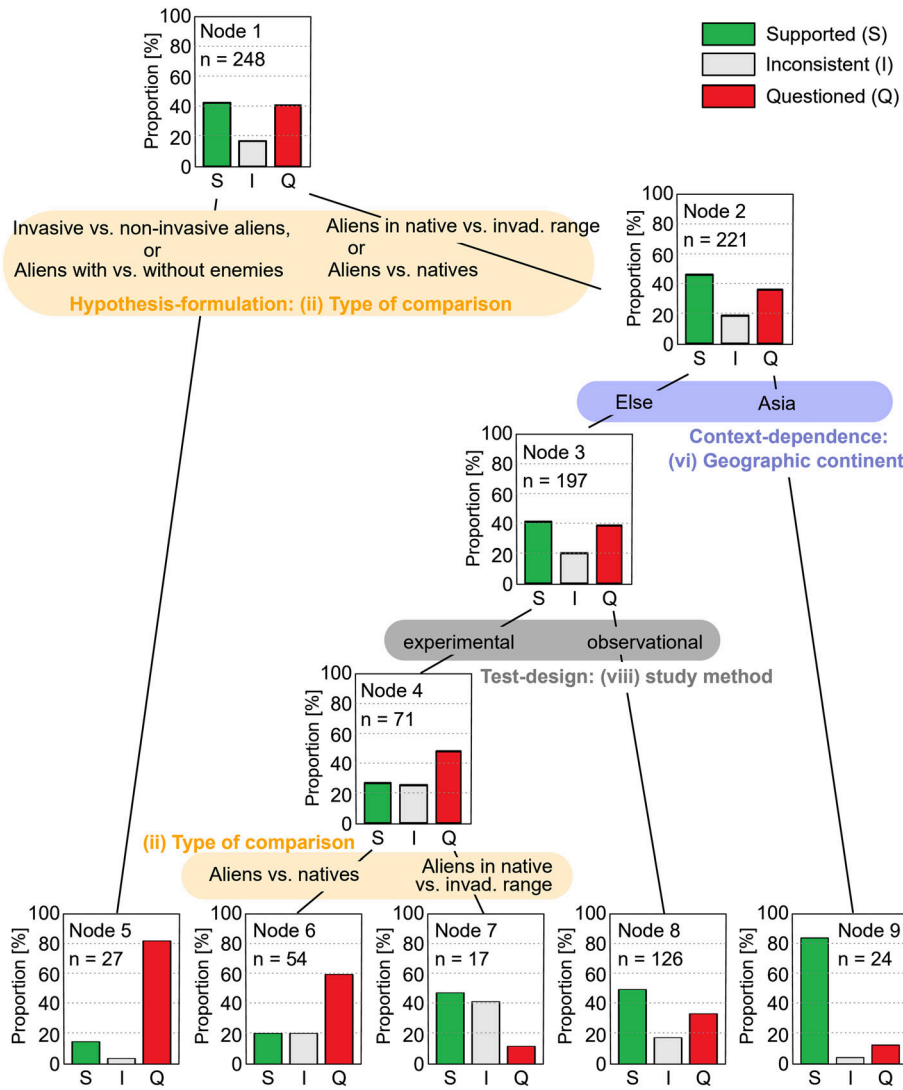 Node 1
n = 248
Proportion [%]
100
80
60
40
20
0
S I Q
Supported (S)
Inconsistent (I)
Questioned (Q)
Invasive vs. non-invasive aliens,
or
Aliens with vs. without enemies
Aliens in native vs. invad. range
or
Aliens vs. natives
Hypothesis-formulation: (ii) Type of comparison
Node 2
n = 221
Proportion [%]
100
80
60
40
20
0
S I Q
Else
Asia
Context-dependence:
(vi) Geographic continent
Node 3
n = 197
Proportion [%]
100
80
60
40
20
0
S I Q
experimental
observational
Test-design: (viii) study method
Node 4
n = 71
Proportion [%]
100
80
60
40
20
0
S I Q
(ii) Type of comparison
Aliens vs. natives
Aliens in native
vs. invad. range
Node 5
n = 27
Proportion [%]
100
80
60
40
20
0
S I Q
Node 6
n = 54
Proportion [%]
100
80
60
40
20
0
S I Q
Node 7
n = 17
Proportion [%]
100
80
60
40
20
0
S I Q
Node 8
n = 126
Proportion [%]
100
80
60
40
20
0
S I Q
Node 9
n = 24
Proportion [%]
100
80
60
40
20
0
S I Q